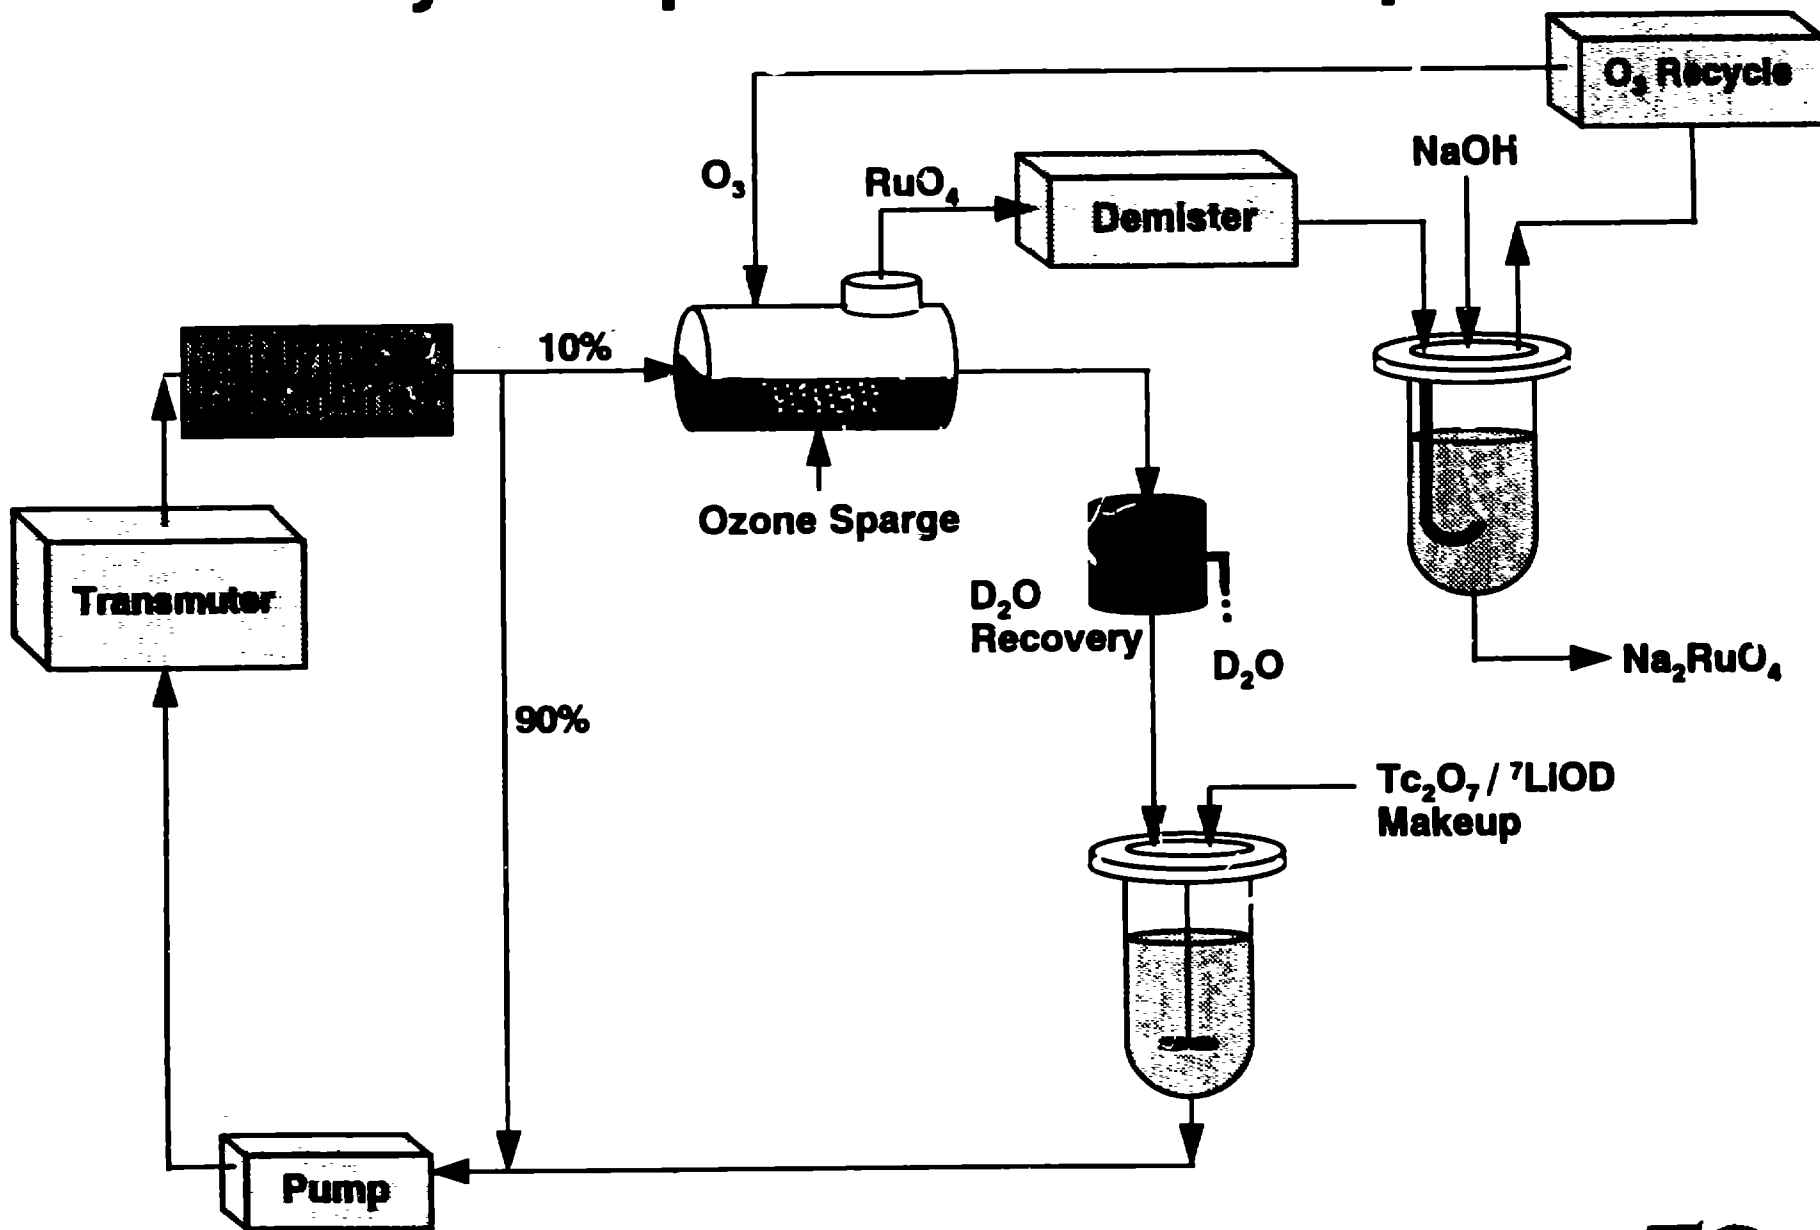 O₃ Recycle
NaOH
O₃
RuO₄
Demister
10%
Ozone Sparge
Transmuter
D₂O
Recovery
D₂O
Na₂RuO₄
90%
Tc₂O₇ / ⁷LiOD
Makeup
Pump